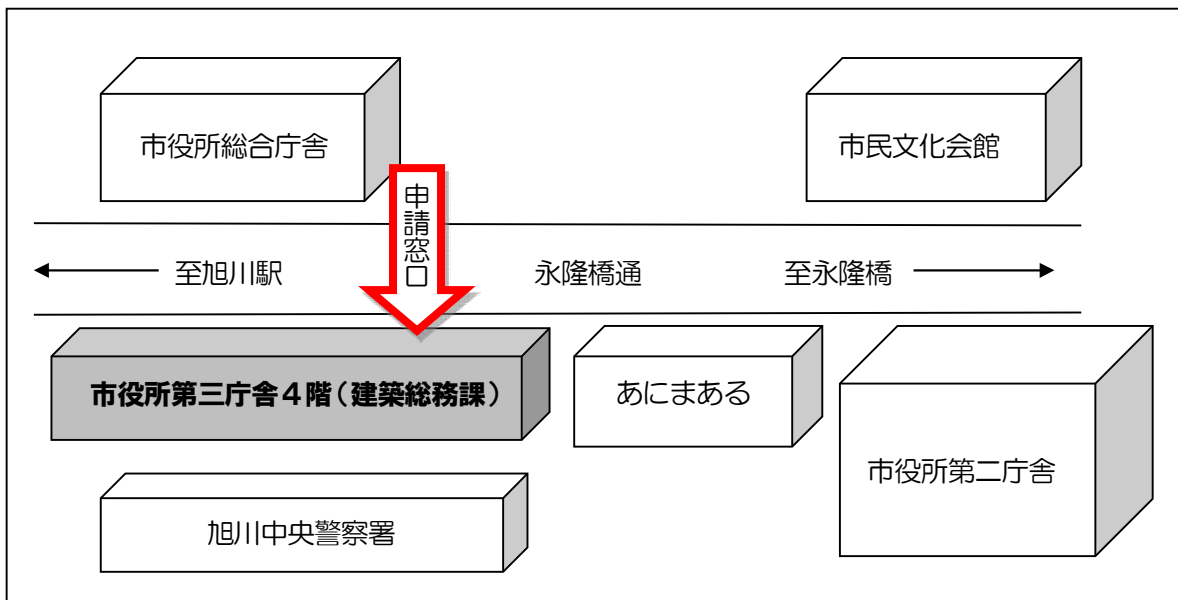 市役所総合庁舎
市民文化会館
申請窓口
至旭川駅
永隆橋通
至永隆橋
市役所第三庁舎４階（建築総務課）
あにまある
市役所第二庁舎
旭川中央警察署